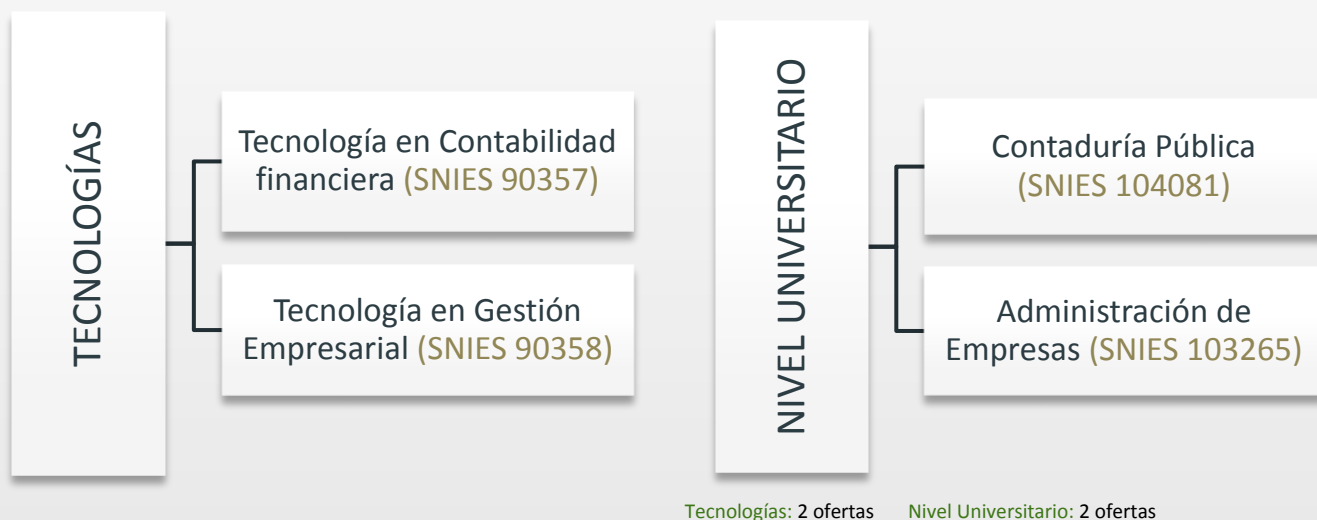 TECNOLOGÍAS
Tecnología en Contabilidad
financiera (SNIES 90357)
Tecnología en Gestión
Empresarial (SNIES 90358)
NIVEL UNIVERSITARIO
Contaduría Pública
(SNIES 104081)
Administración de
Empresas (SNIES 103265)
Tecnologías: 2 ofertas Nivel Universitario: 2 ofertas